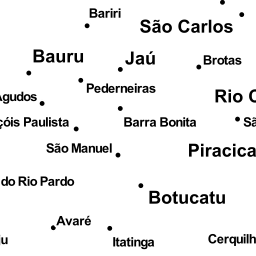 Bariri
São Carlos
Bauru
Jaú
Brotas
Pederneiras
Agudos
Rio C
çóis Paulista
Barra Bonita
Sã
São Manuel
Piracica
do Rio Pardo
Botucatu
Avaré
Itatinga
Cerquilh
ju